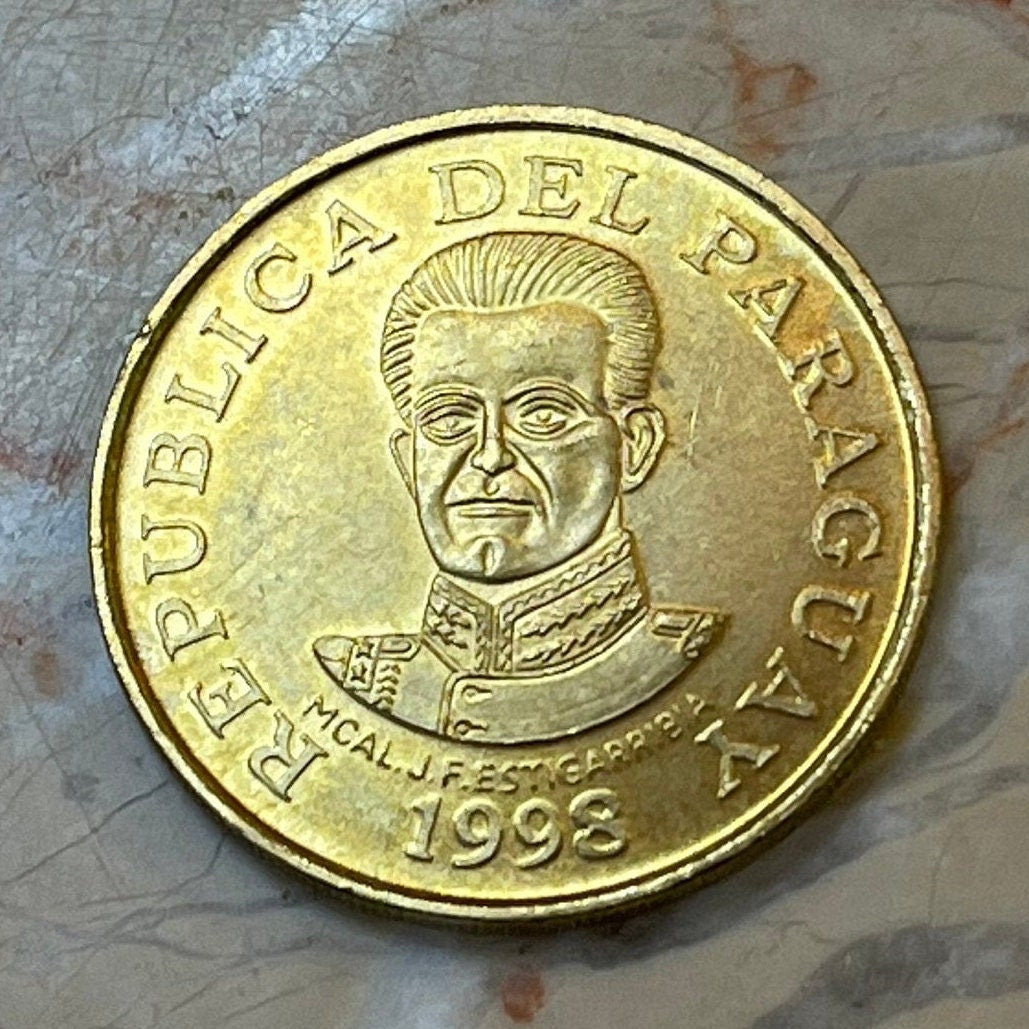 REPUBLICA DEL PARAGUAY
MCAL. J. F. ESTIGARRIBIA
1998